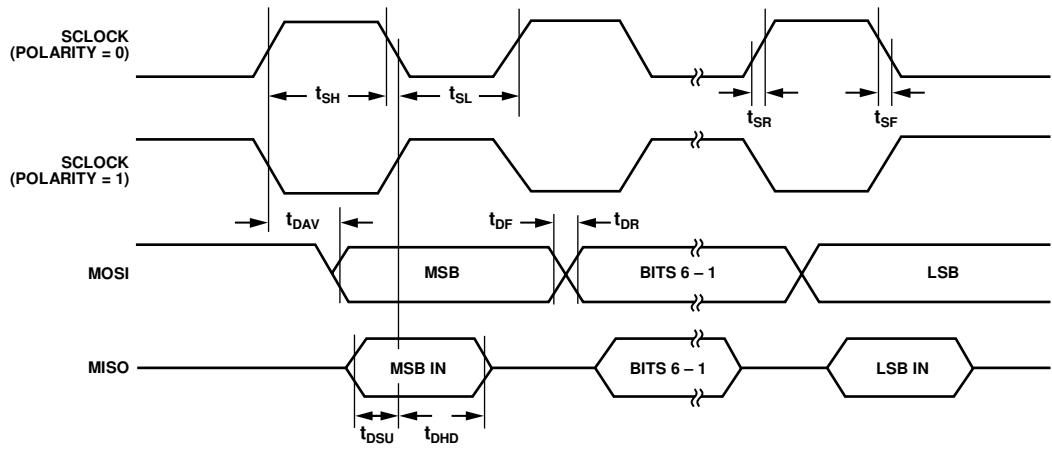 SCLOCK
(POLARITY = 0)
tSH
tSL
tSR
tSF
SCLOCK
(POLARITY = 1)
tDAV
tDF
tDR
MOSI
MSB
BITS 6 – 1
LSB
MISO
MSB IN
BITS 6 – 1
LSB IN
tDSU
tDHD